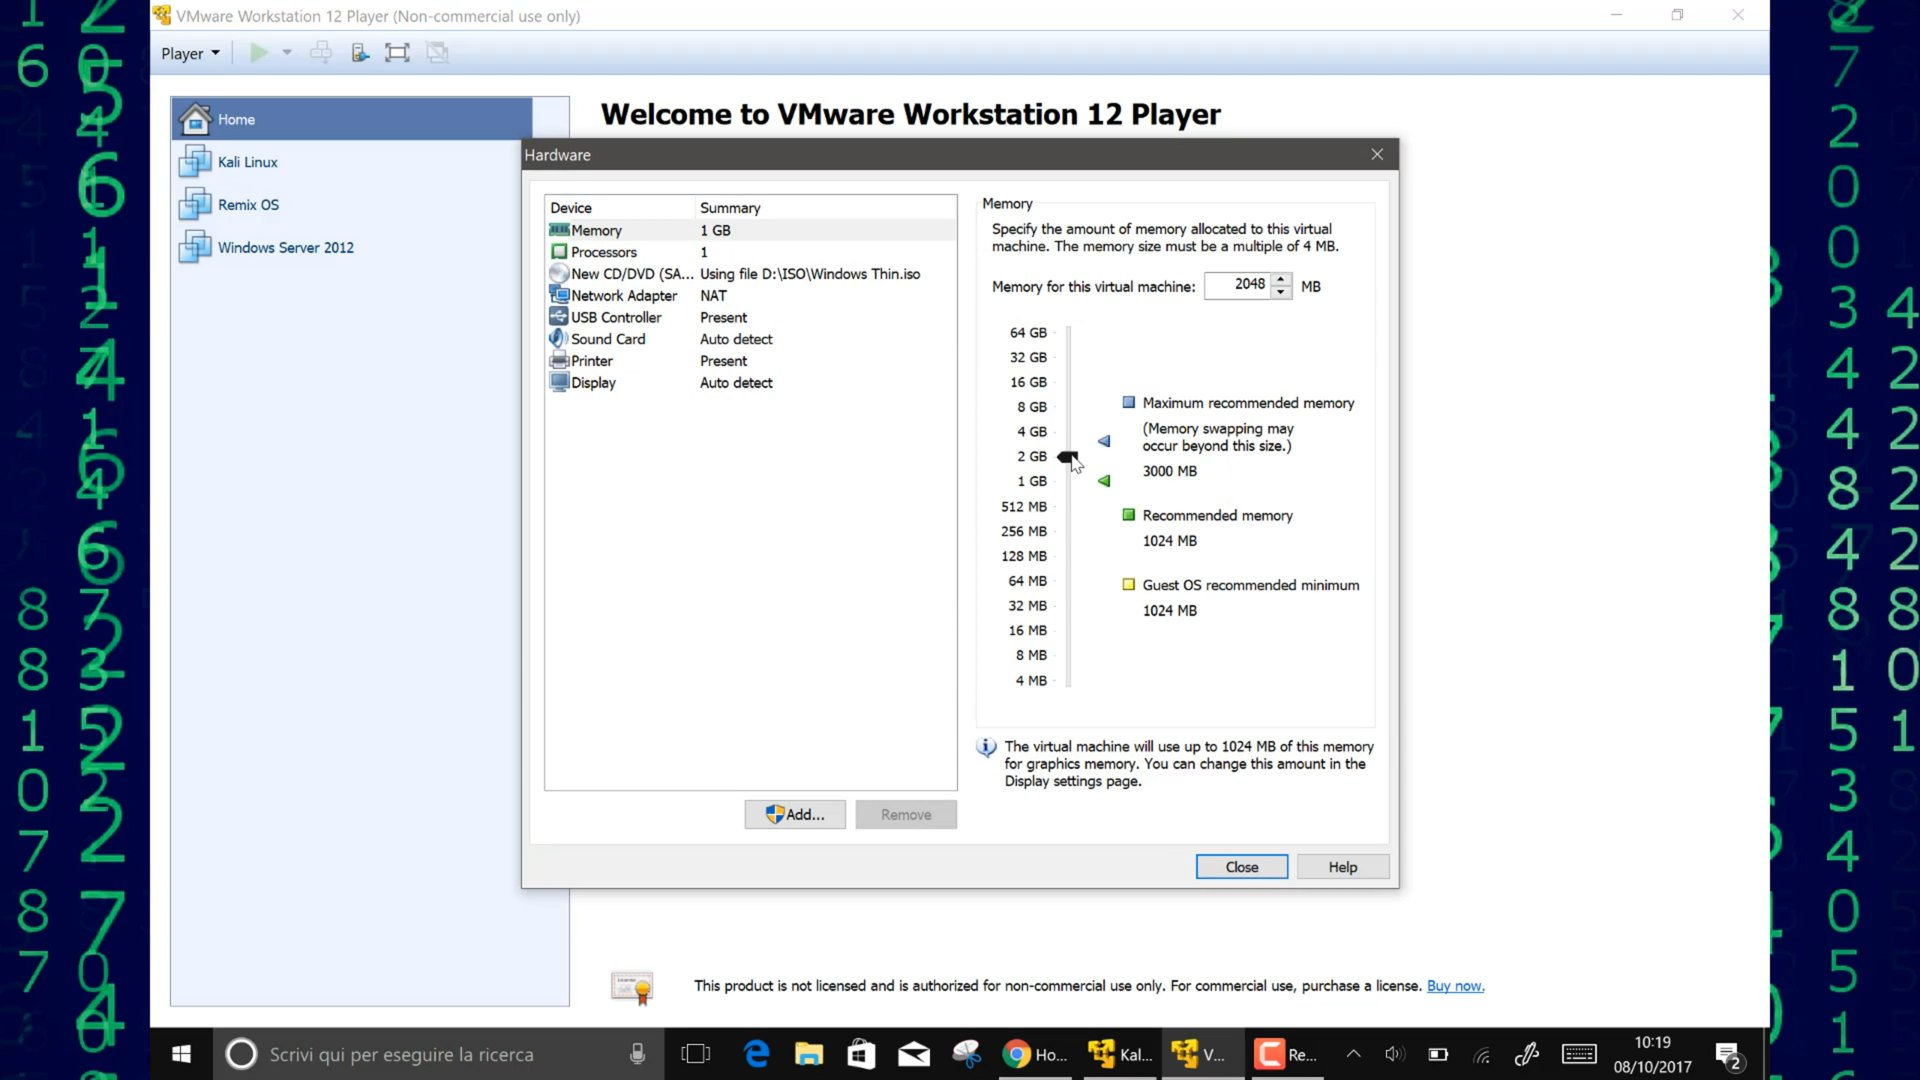 VMware Workstation 12 Player (Non-commercial use only)
Player
Home
Kali Linux
Remix OS
Windows Server 2012
Welcome to VMware Workstation 12 Player
Hardware
Device Summary
Memory 1 GB
Processors 1
New CD/DVD (SA... Using file D:\ISO\Windows Thin.iso
Network Adapter NAT
USB Controller Present
Sound Card Auto detect
Printer Present
Display Auto detect
Add...
Remove
Memory
Specify the amount of memory allocated to this virtual
machine. The memory size must be a multiple of 4 MB.
Memory for this virtual machine: 2048 MB
64 GB
32 GB
16 GB
8 GB
4 GB
2 GB
1 GB
512 MB
256 MB
128 MB
64 MB
32 MB
16 MB
8 MB
4 MB
Maximum recommended memory
(Memory swapping may
occur beyond this size.)
3000 MB
Recommended memory
1024 MB
Guest OS recommended minimum
1024 MB
The virtual machine will use up to 1024 MB of this memory
for graphics memory. You can change this amount in the
Display settings page.
Close
Help
This product is not licensed and is authorized for non-commercial use only. For commercial use, purchase a license. Buy now.
Scrivi qui per eseguire la ricerca
Ho...
Kal...
V...
Re...
10:19
08/10/2017
2